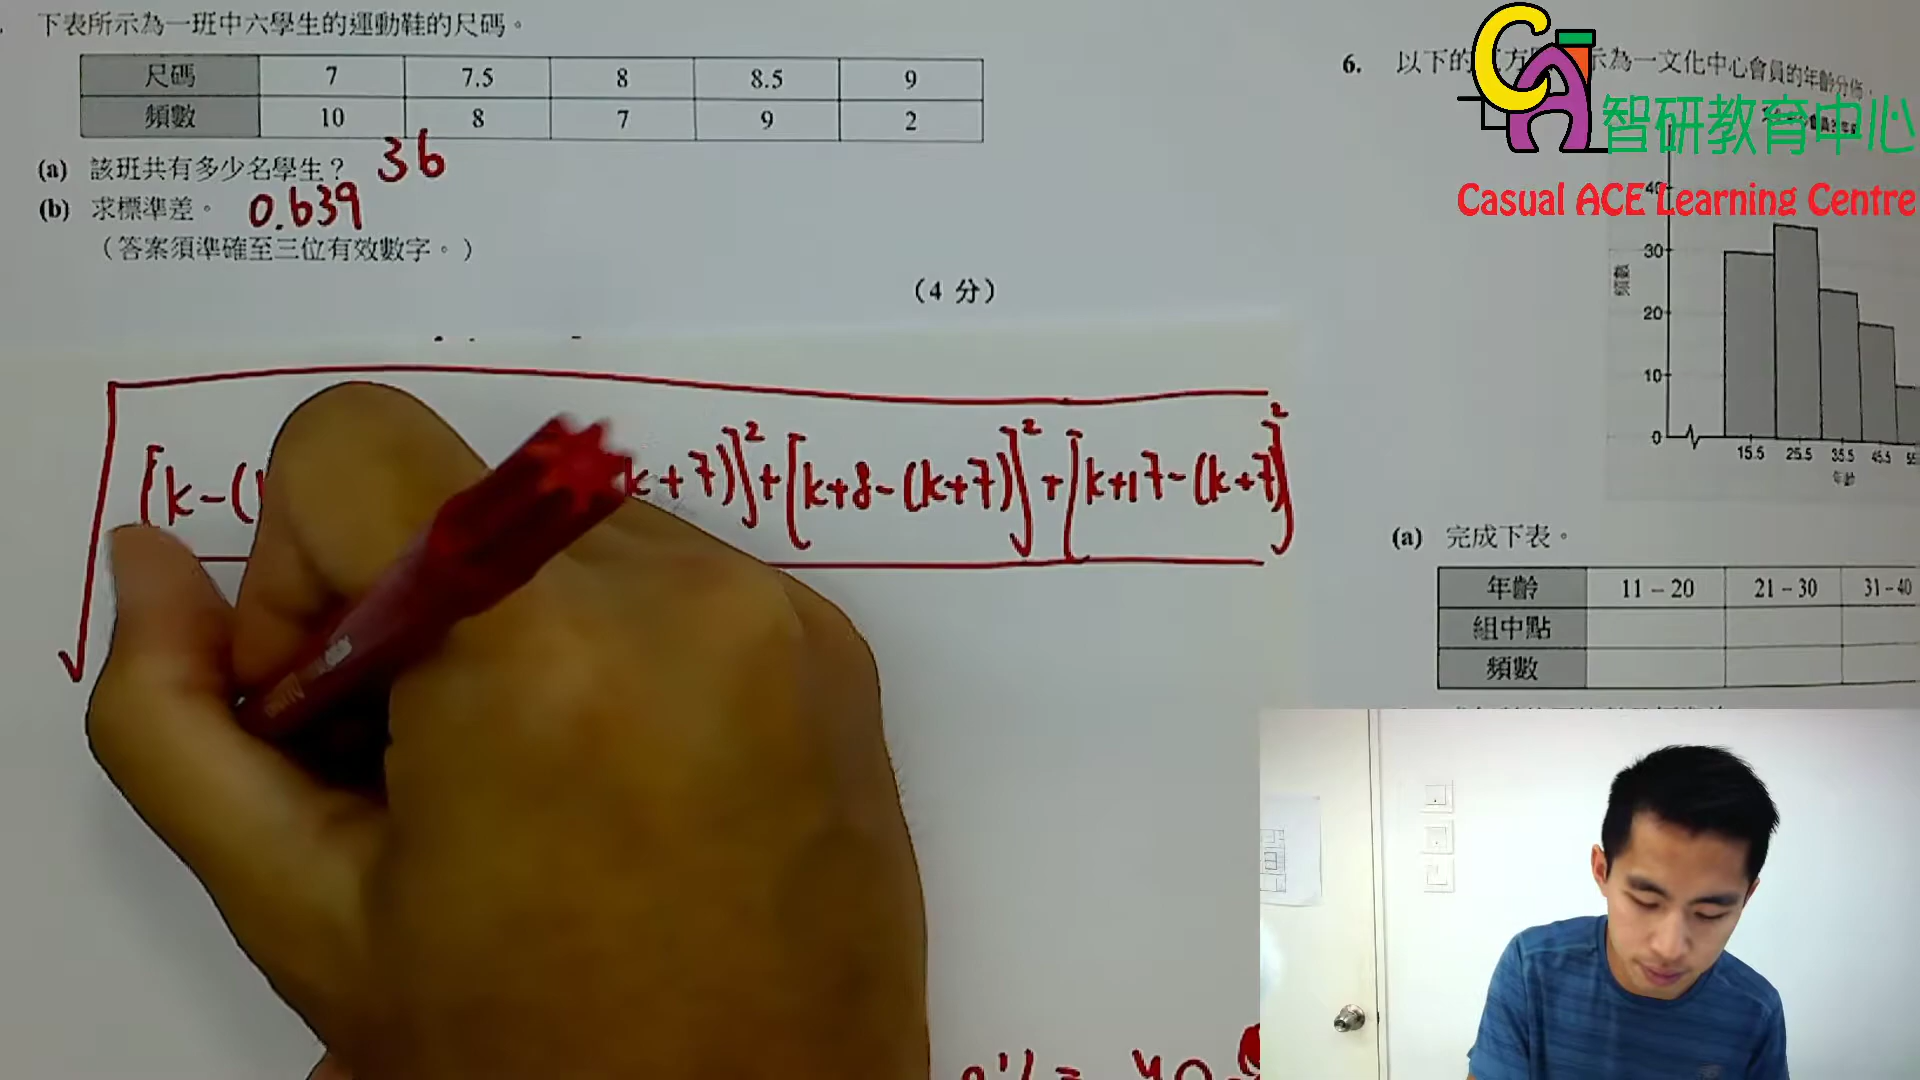 下表所示為一班中六學生的運動鞋的尺碼。
尺碼 7 7.5 8 8.5 9
頻數 10 8 7 9 2
(a) 該班共有多少名學生？ 36
(b) 求標準差。 0.639
（答案須準確至三位有效數字。）
（4 分）
[k-( k+7)]²+[k+8-(k+7)]²+[k+17-(k+7)]²
6. 以下的 方 示為一文化中心會員的年齡分佈。
智研教育中心
Casual ACE Learning Centre
頻數
40
30
20
10
0
15.5 25.5 35.5 45.5
年齡
(a) 完成下表。
年齡 11 – 20 21 – 30 31 – 40
組中點
頻數